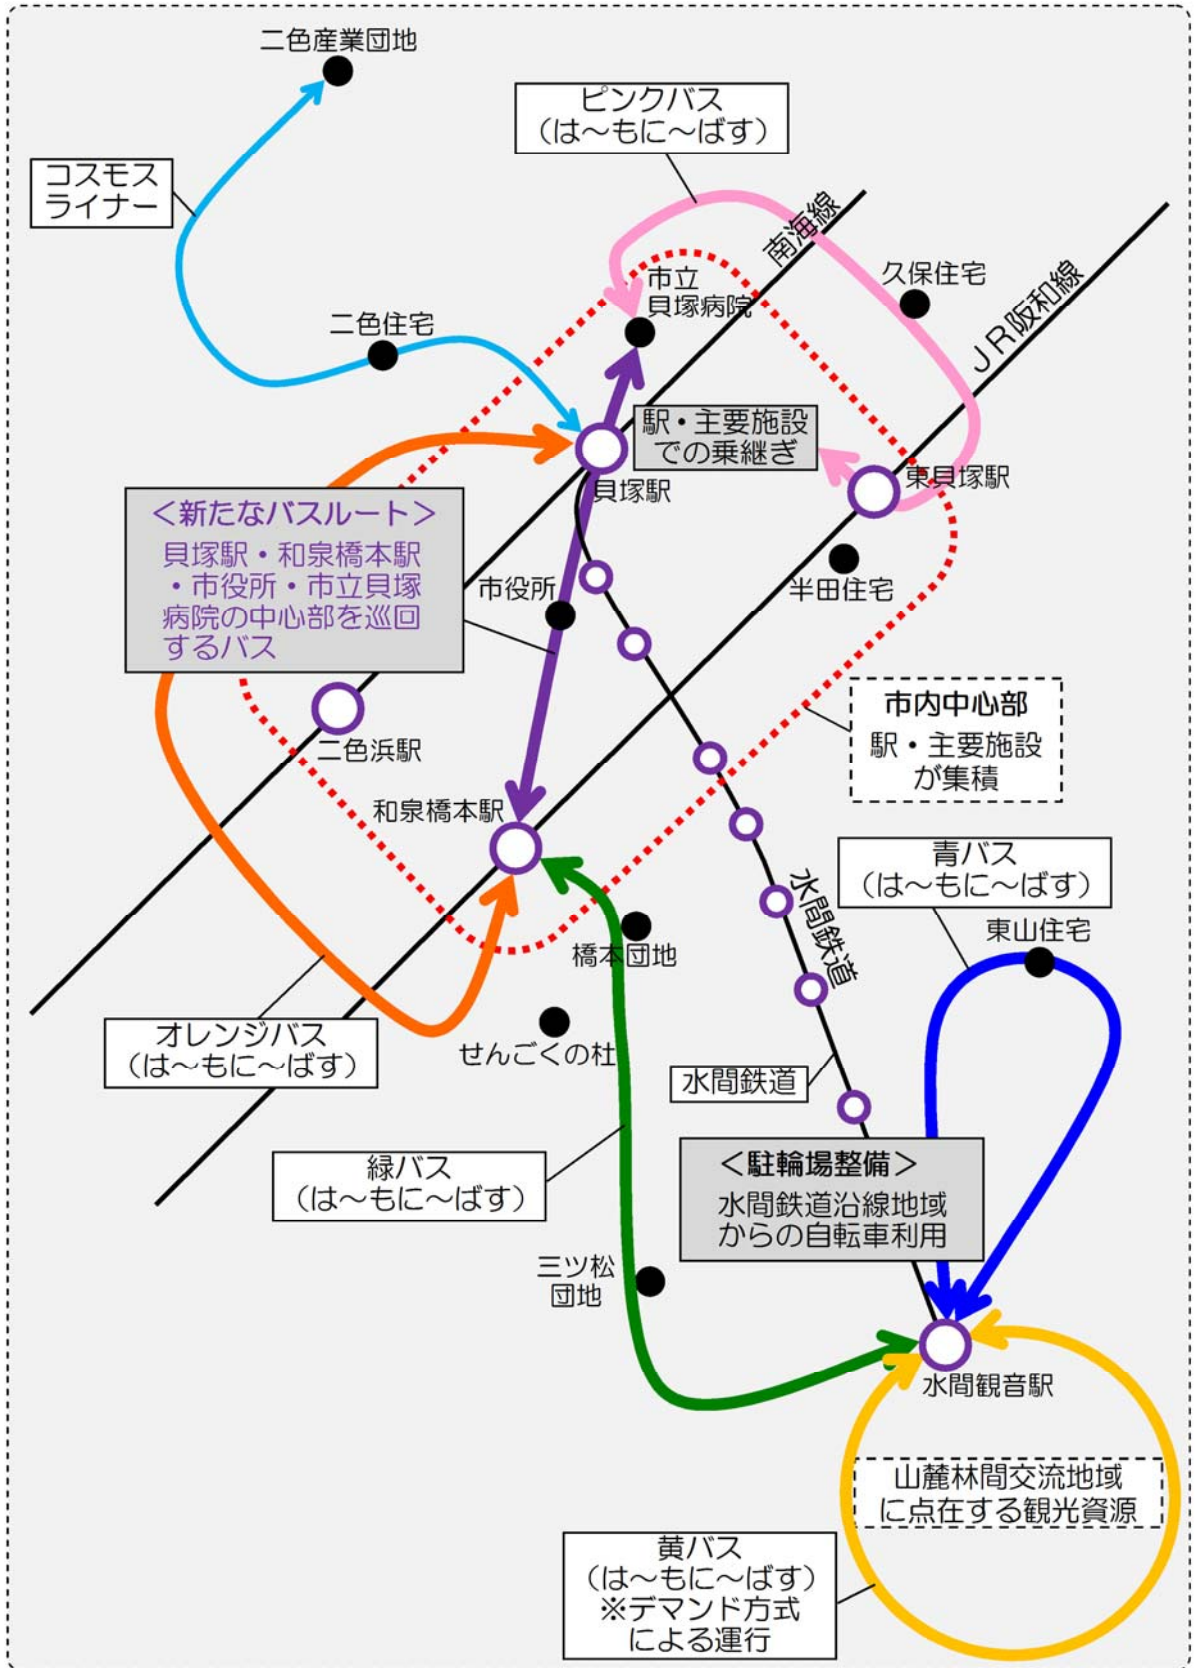 二色産業団地
ピンクバス
（は～もに～ばす）
コスモス
ライナー
南海線
市立
貝塚病院
久保住宅
ＪＲ阪和線
二色住宅
駅・主要施設
での乗継ぎ
貝塚駅
東貝塚駅
＜新たなバスルート＞
貝塚駅・和泉橋本駅
・市役所・市立貝塚
病院の中心部を巡回
するバス
市役所
半田住宅
市内中心部
駅・主要施設
が集積
二色浜駅
和泉橋本駅
青バス
（は～もに～ばす）
水間鉄道
東山住宅
橋本団地
オレンジバス
（は～もに～ばす）
せんごくの杜
水間鉄道
緑バス
（は～もに～ばす）
＜駐輪場整備＞
水間鉄道沿線地域
からの自転車利用
三ツ松
団地
水間観音駅
山麓林間交流地域
に点在する観光資源
黄バス
（は～もに～ばす）
※デマンド方式
による運行